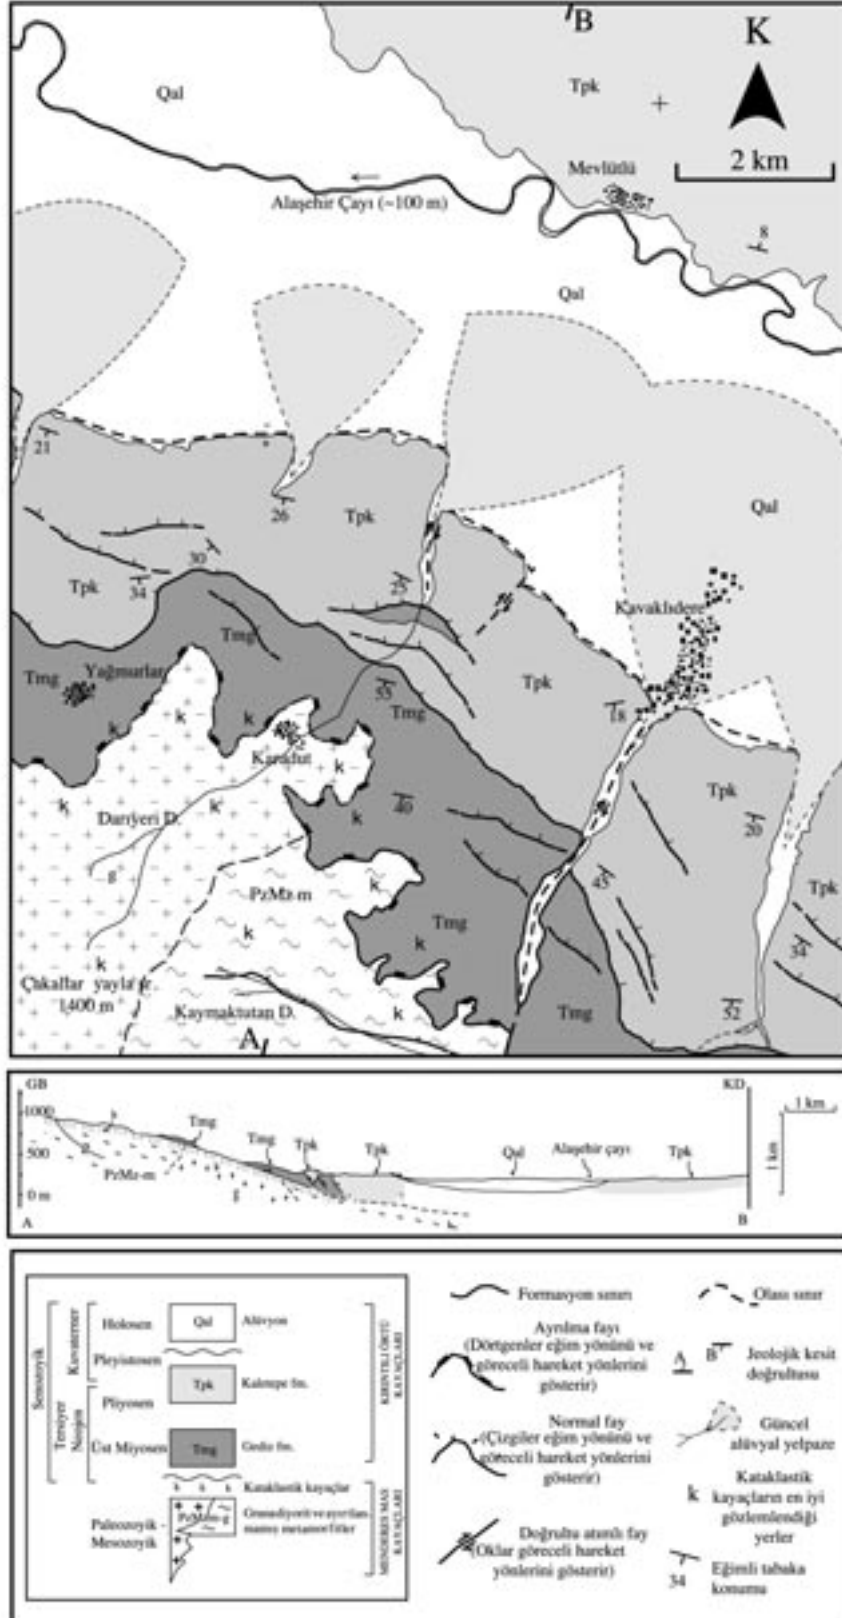 B
K
Qal
Tpk
2 km
Mevlütlü
Alaşehir Çayı (~100 m)
8
Qal
21
26
Tpk
Qal
30
Tpk
34
25
Kavaklıdere
Tmg
Tmg
Yağmurlar
55
Tmg
Tpk
18
k
k
k
Karadut
k
k
Tpk
Darıyeri D.
k
k
40
20
g
PzMz-m
k
45
Tpk
k
Tmg
k
34
k
Çakallar yayla
1400 m
Kaymaktutan D.
k
52
Tmg
A
GB
KD
1000
Tmg
1 km
500
Tmg
Tpk
Tpk
Qal
Alaşehir çayı
Tpk
1 km
PzMz-m
0 m
A
B
Senozoyik
Tersiyer
Neojen
Kuvaterner
Holosen
Qal
Alüvyon
Pleyistosen
Tpk
Kaletepe fm.
Pliyosen
Üst Miyosen
Tmg
Gediz fm.
KIRINTILI ÖRTÜ
KAYAÇLARI
k k k
Kataklastik kayaçlar
Paleozoyik -
Mesozoyik
MENDERES MAS
KAYAÇLARI
Formasyon sınırı
Olası sınır
Ayrılma fayı
(Dörtgenler eğim yönünü ve
göreceli hareket yönlerini
gösterir)
A B
Jeolojik kesit
doğrultusu
Normal fay
(Çizgiler eğim yönünü ve
göreceli hareket yönlerini
gösterir)
Güncel
alüvyal yelpaze
k
Kataklastik
kayaçların en iyi
gözlemlendiği
yerler
Doğrultu atımlı fay
(Oklar göreceli hareket
yönlerini gösterir)
34
Eğimli tabaka
konumu